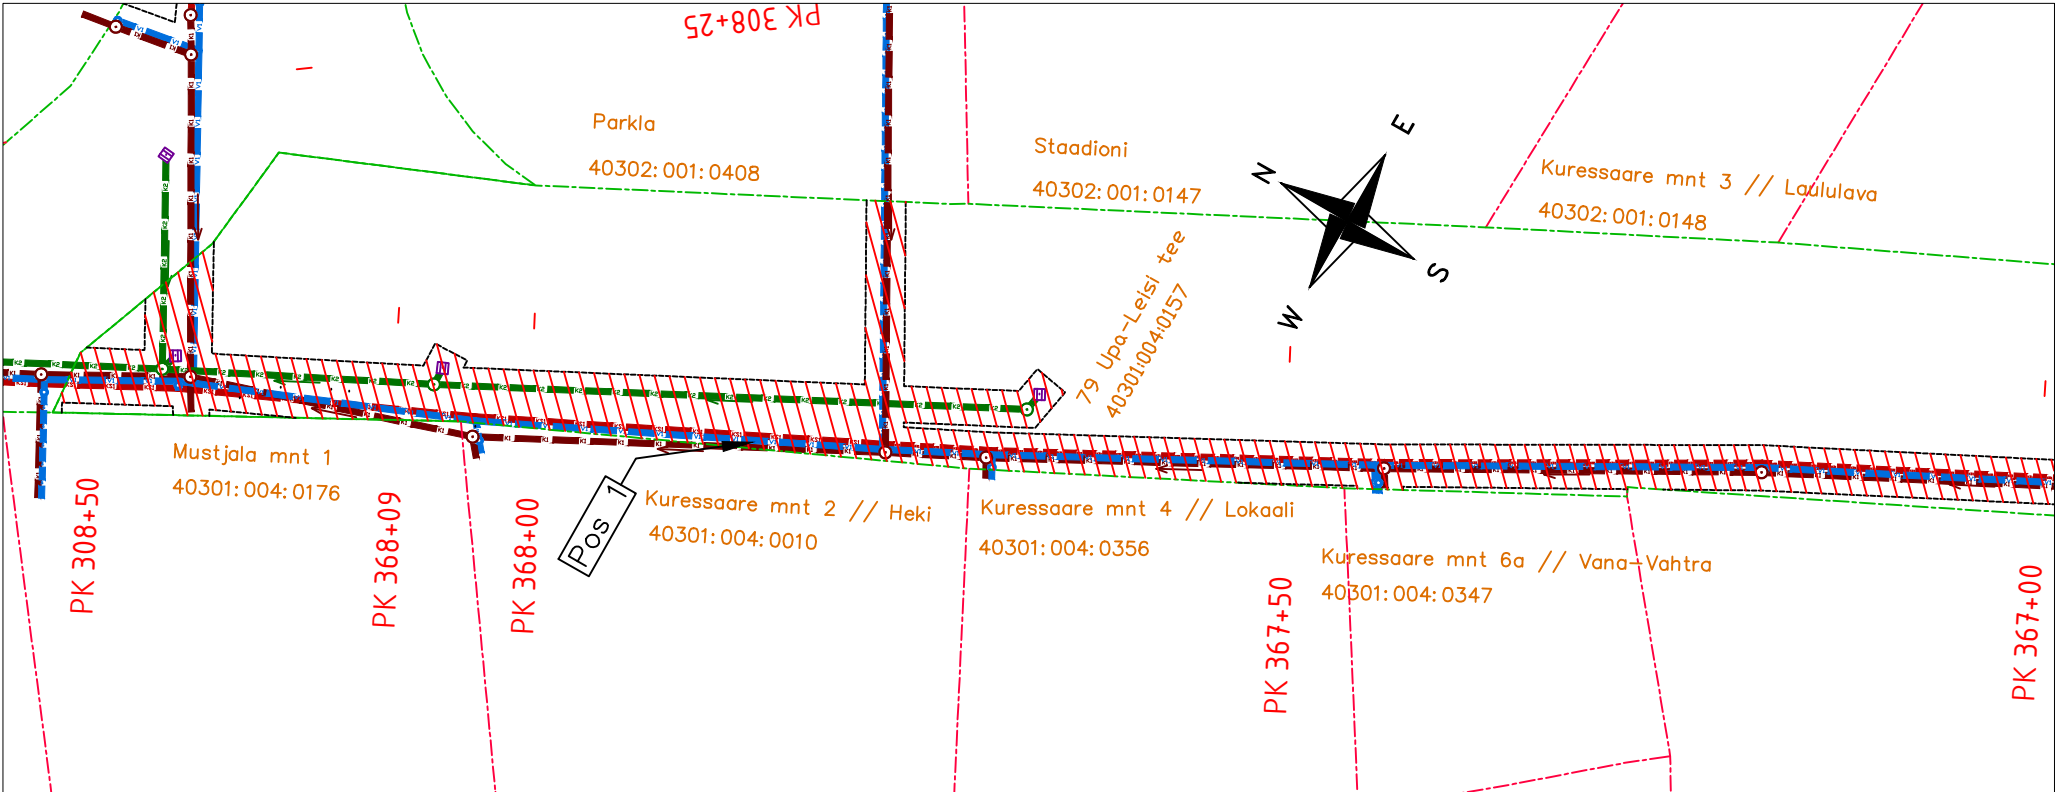 PK 308+25
Parkla
40302:001:0408
Staadioni
40302:001:0147
Kuressaare mnt 3 // Laululava
40302:001:0148
N
E
S
W
79 Upa-Leisi tee
40301:004:0157
Mustjala mnt 1
40301:004:0176
Pos 1
Kuressaare mnt 2 // Heki
40301:004:0010
Kuressaare mnt 4 // Lokaali
40301:004:0356
Kuressaare mnt 6a // Vana-Vahtra
40301:004:0347
PK 308+50
PK 368+09
PK 368+00
PK 367+50
PK 367+00